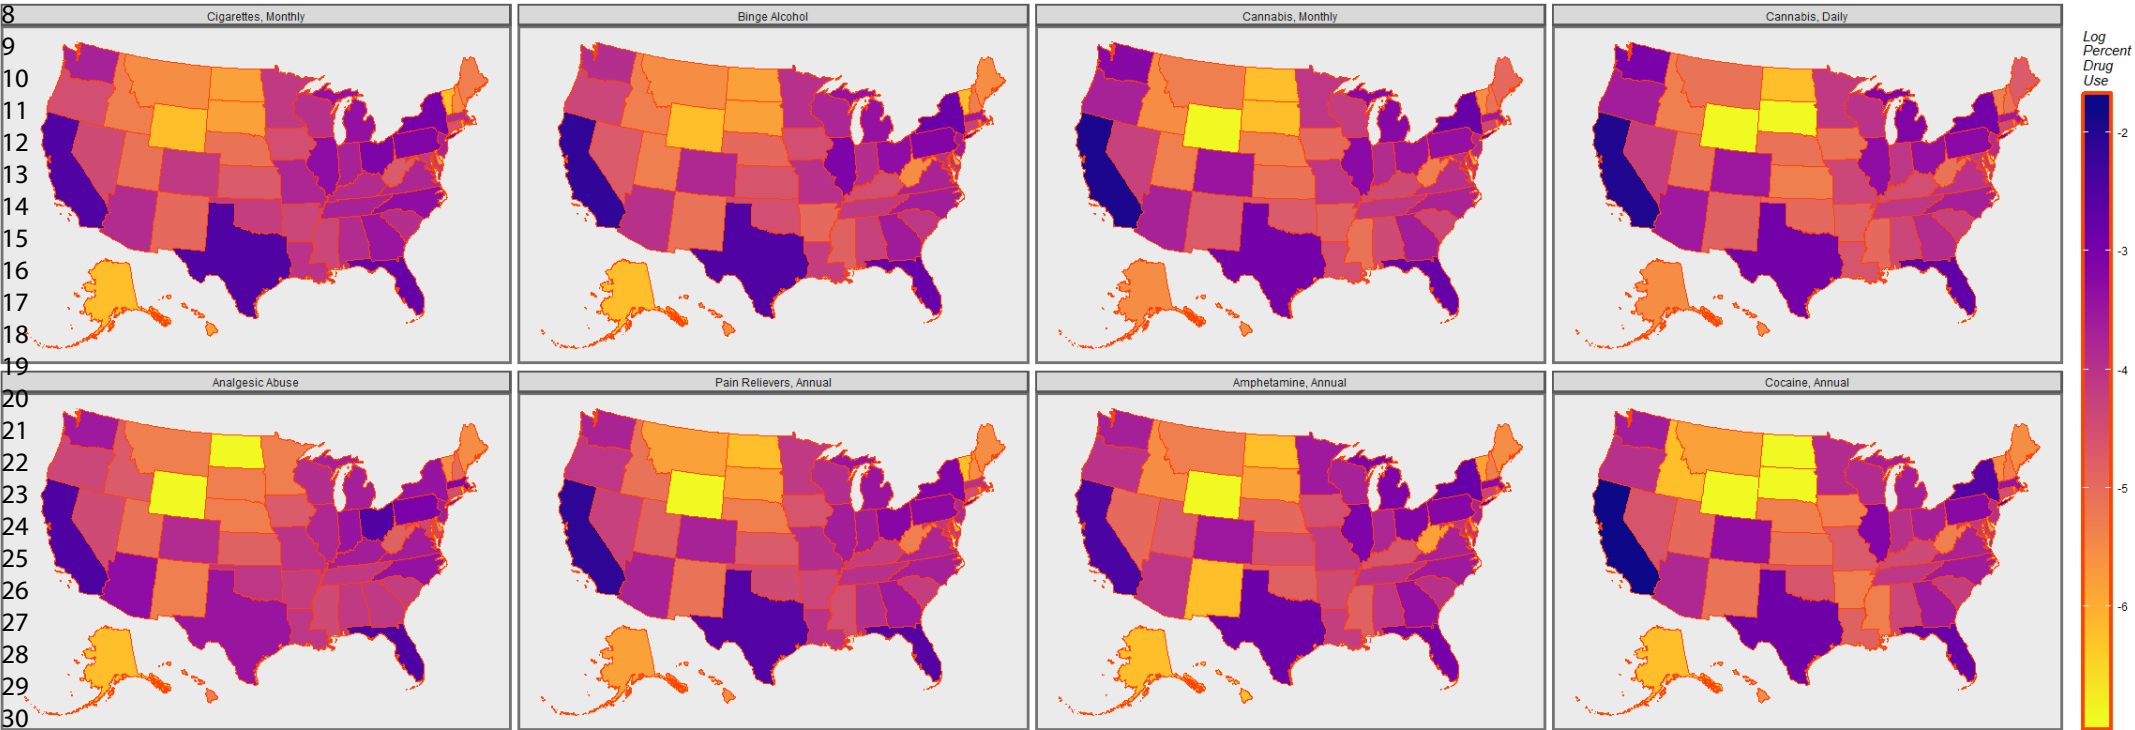 8
Cigarettes, Monthly
Binge Alcohol
Cannabis, Monthly
Cannabis, Daily
9
10
11
12
13
14
15
16
17
18
19
Analgesic Abuse
Pain Relievers, Annual
Amphetamine, Annual
Cocaine, Annual
20
21
22
23
24
25
26
27
28
29
30
Log
Percent
Drug
Use
-2
-3
-4
-5
-6